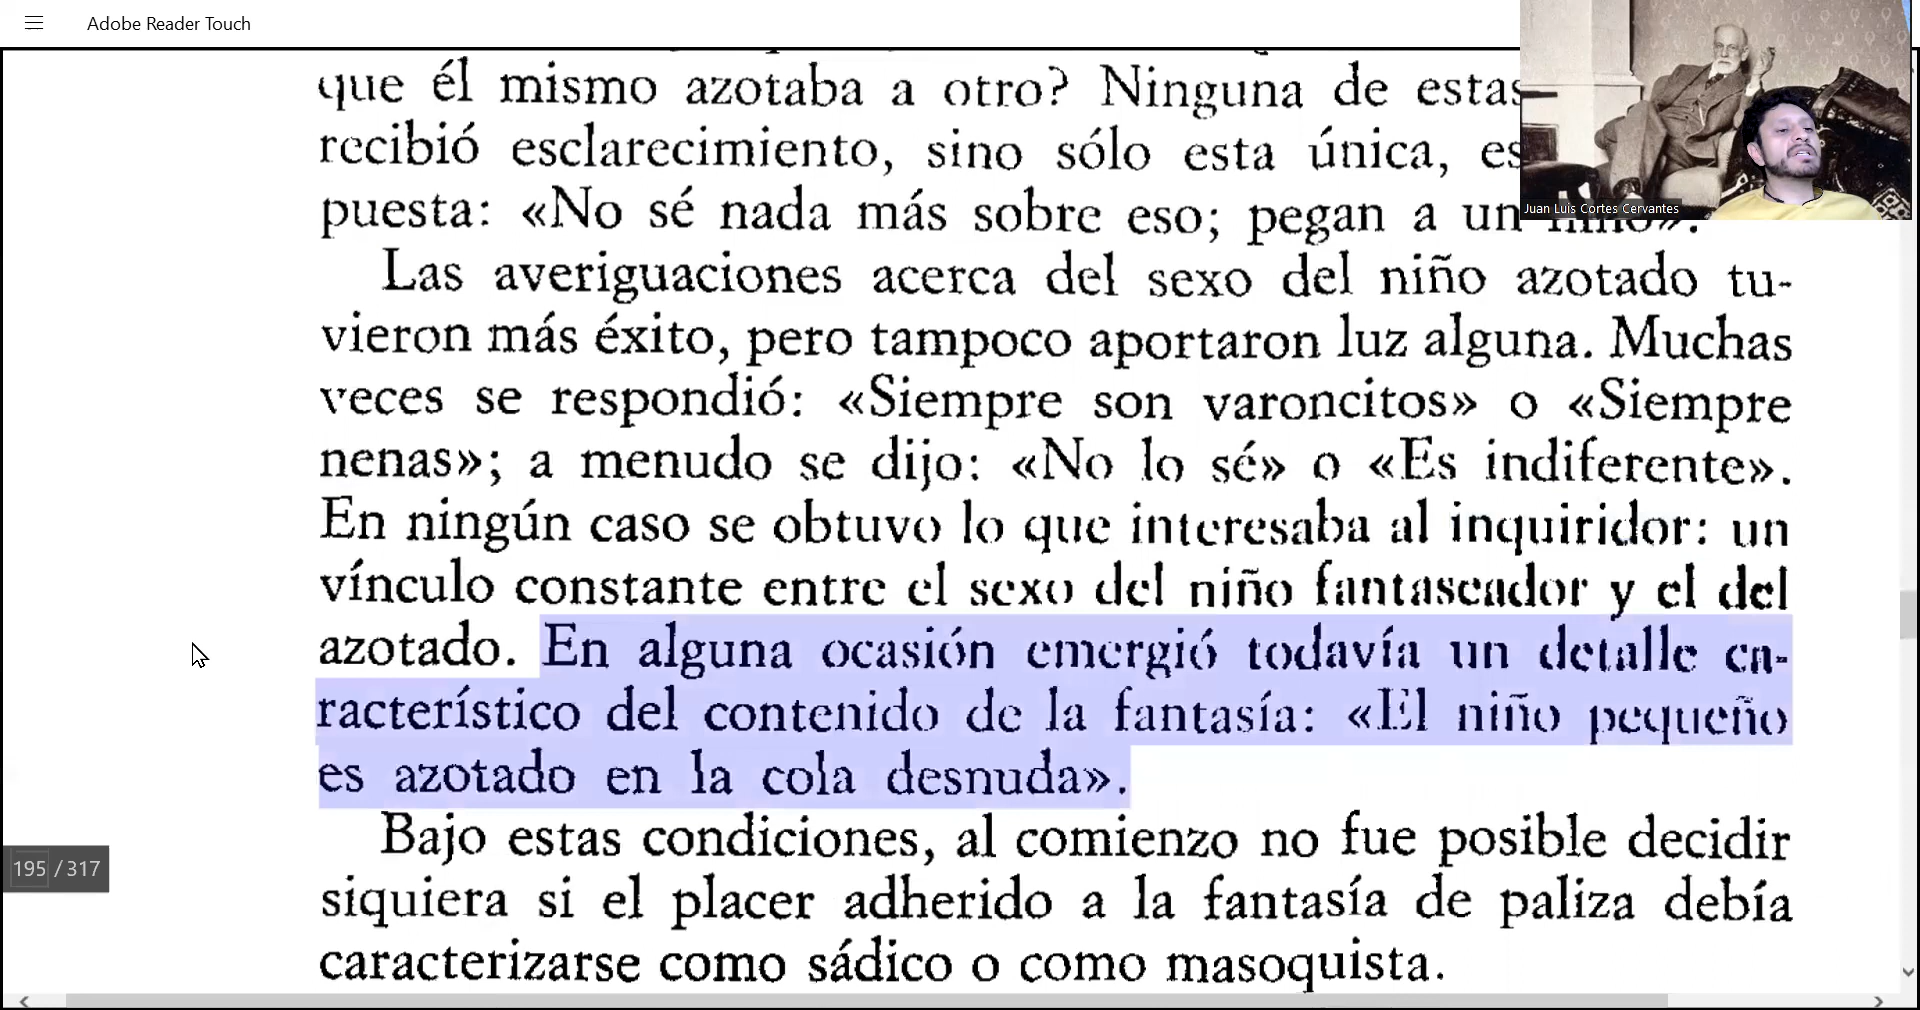 Adobe Reader Touch
que él mismo azotaba a otro? Ninguna de estas
recibió esclarecimiento, sino sólo esta única, es
puesta: «No sé nada más sobre eso; pegan a un niño».
Juan Luis Cortes Cervantes
Las averiguaciones acerca del sexo del niño azotado tu-
vieron más éxito, pero tampoco aportaron luz alguna. Muchas
veces se respondió: «Siempre son varoncitos» o «Siempre
nenas»; a menudo se dijo: «No lo sé» o «Es indiferente».
En ningún caso se obtuvo lo que interesaba al inquiridor: un
vínculo constante entre el sexo del niño fantaseador y el del
azotado. En alguna ocasión emergió todavía un detalle ca-
racterístico del contenido de la fantasía: «El niño pequeño
es azotado en la cola desnuda».
Bajo estas condiciones, al comienzo no fue posible decidir
siquiera si el placer adherido a la fantasía de paliza debía
caracterizarse como sádico o como masoquista.
195 / 317